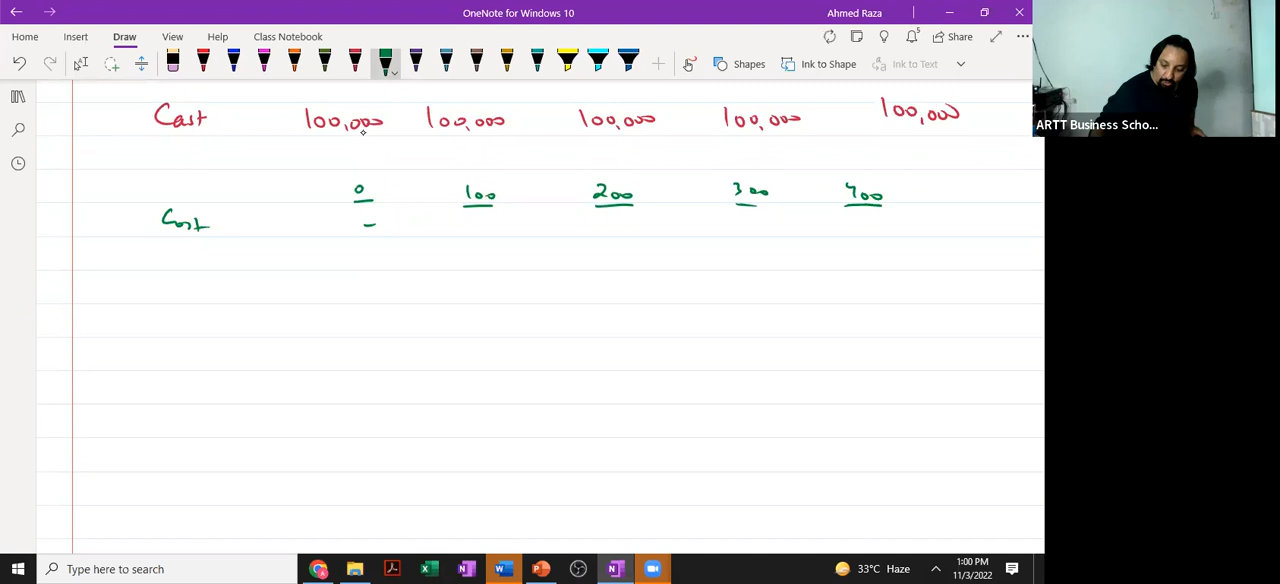 OneNote for Windows 10
Ahmed Raza
Home Insert Draw View Help Class Notebook
Share
Shapes Ink to Shape Ink to Text
ARTT Business Scho...
Cost 100,000 100,000 100,000 100,000 100,000
0 100 200 300 400
Cost -
Type here to search
33°C Haze
1:00 PM
11/3/2022